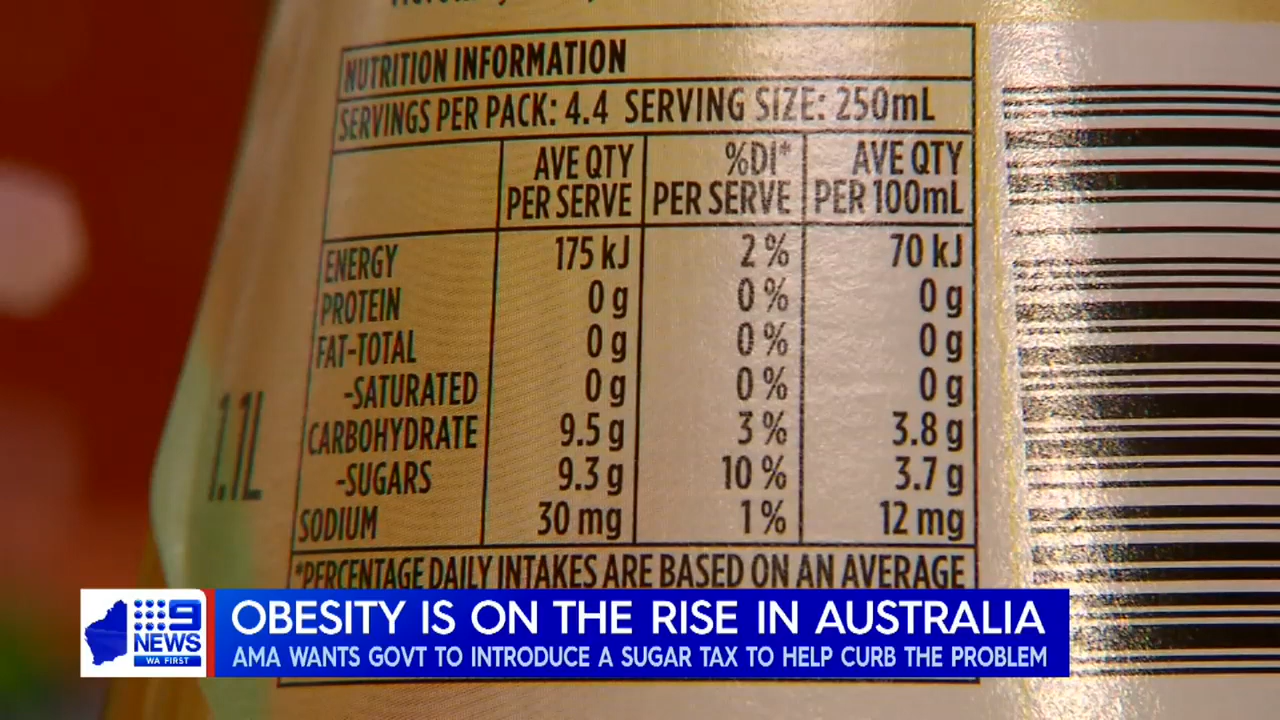 NUTRITION INFORMATION
SERVINGS PER PACK: 4.4 SERVING SIZE: 250mL
AVE QTY PER SERVE %DI* PER SERVE AVE QTY PER 100mL
ENERGY 175 kJ 2 % 70 kJ
PROTEIN 0 g 0 % 0 g
FAT-TOTAL 0 g 0 % 0 g
-SATURATED 0 g 0 % 0 g
CARBOHYDRATE 9.5 g 3 % 3.8 g
-SUGARS 9.3 g 10 % 3.7 g
SODIUM 30 mg 1 % 12 mg
*PERCENTAGE DAILY INTAKES ARE BASED ON AN AVERAGE
1.1L
9 NEWS
WA FIRST
OBESITY IS ON THE RISE IN AUSTRALIA
AMA WANTS GOVT TO INTRODUCE A SUGAR TAX TO HELP CURB THE PROBLEM